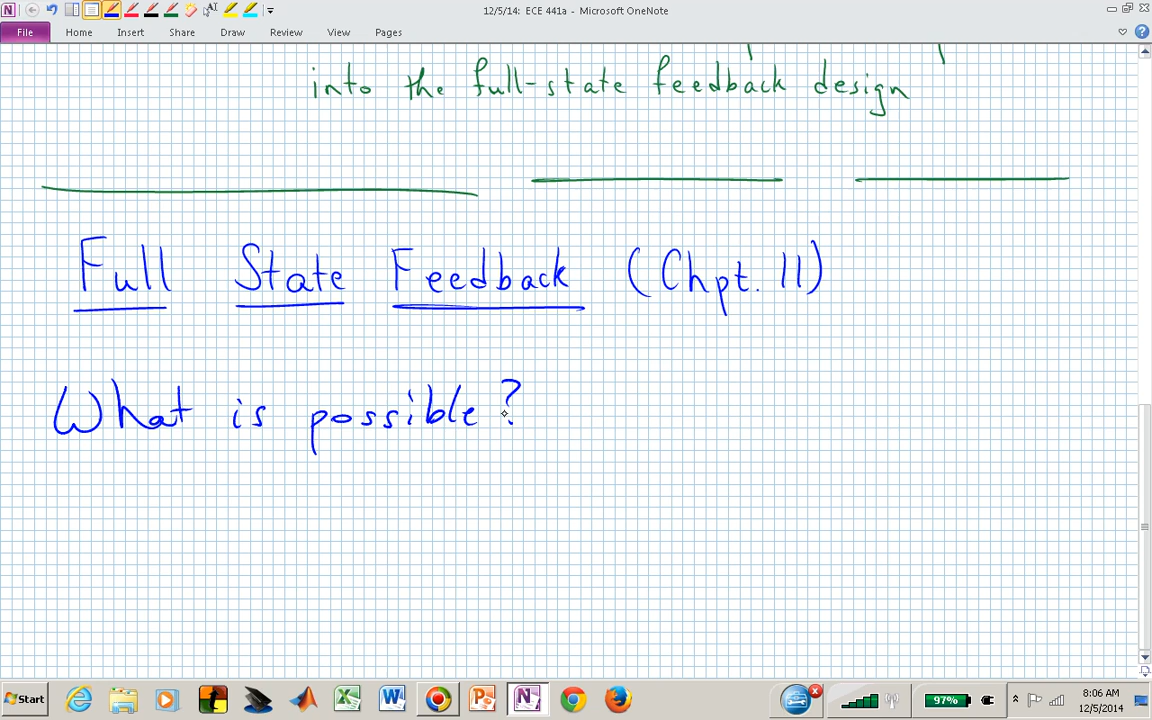 12/5/14: ECE 441a - Microsoft OneNote
File Home Insert Share Draw Review View Pages
into the full-state feedback design
Full State Feedback (Chpt. 11)
What is possible?
Start
97%
8:06 AM
12/5/2014